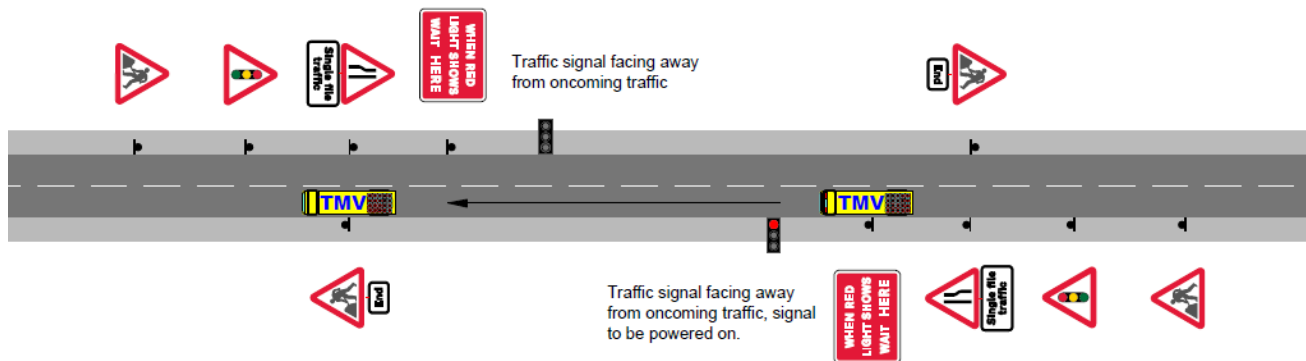 Single file
traffic
WHEN RED
LIGHT SHOWS
WAIT HERE
Traffic signal facing away
from oncoming traffic
End
TMV
TMV
End
Traffic signal facing away
from oncoming traffic, signal
to be powered on.
WHEN RED
LIGHT SHOWS
WAIT HERE
Single file
traffic